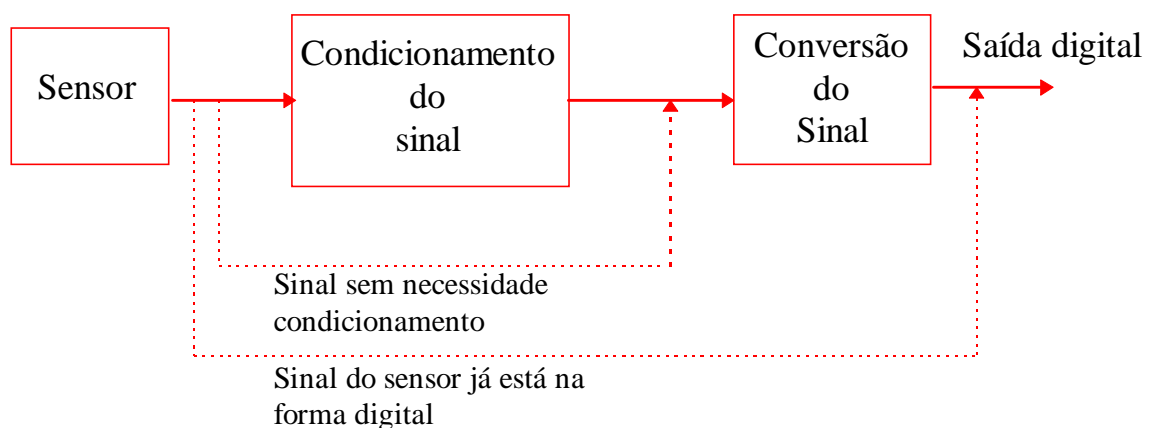 Sensor
Condicionamento
do
sinal
Conversão
do
Sinal
Saída digital
Sinal sem necessidade
condicionamento
Sinal do sensor já está na
forma digital